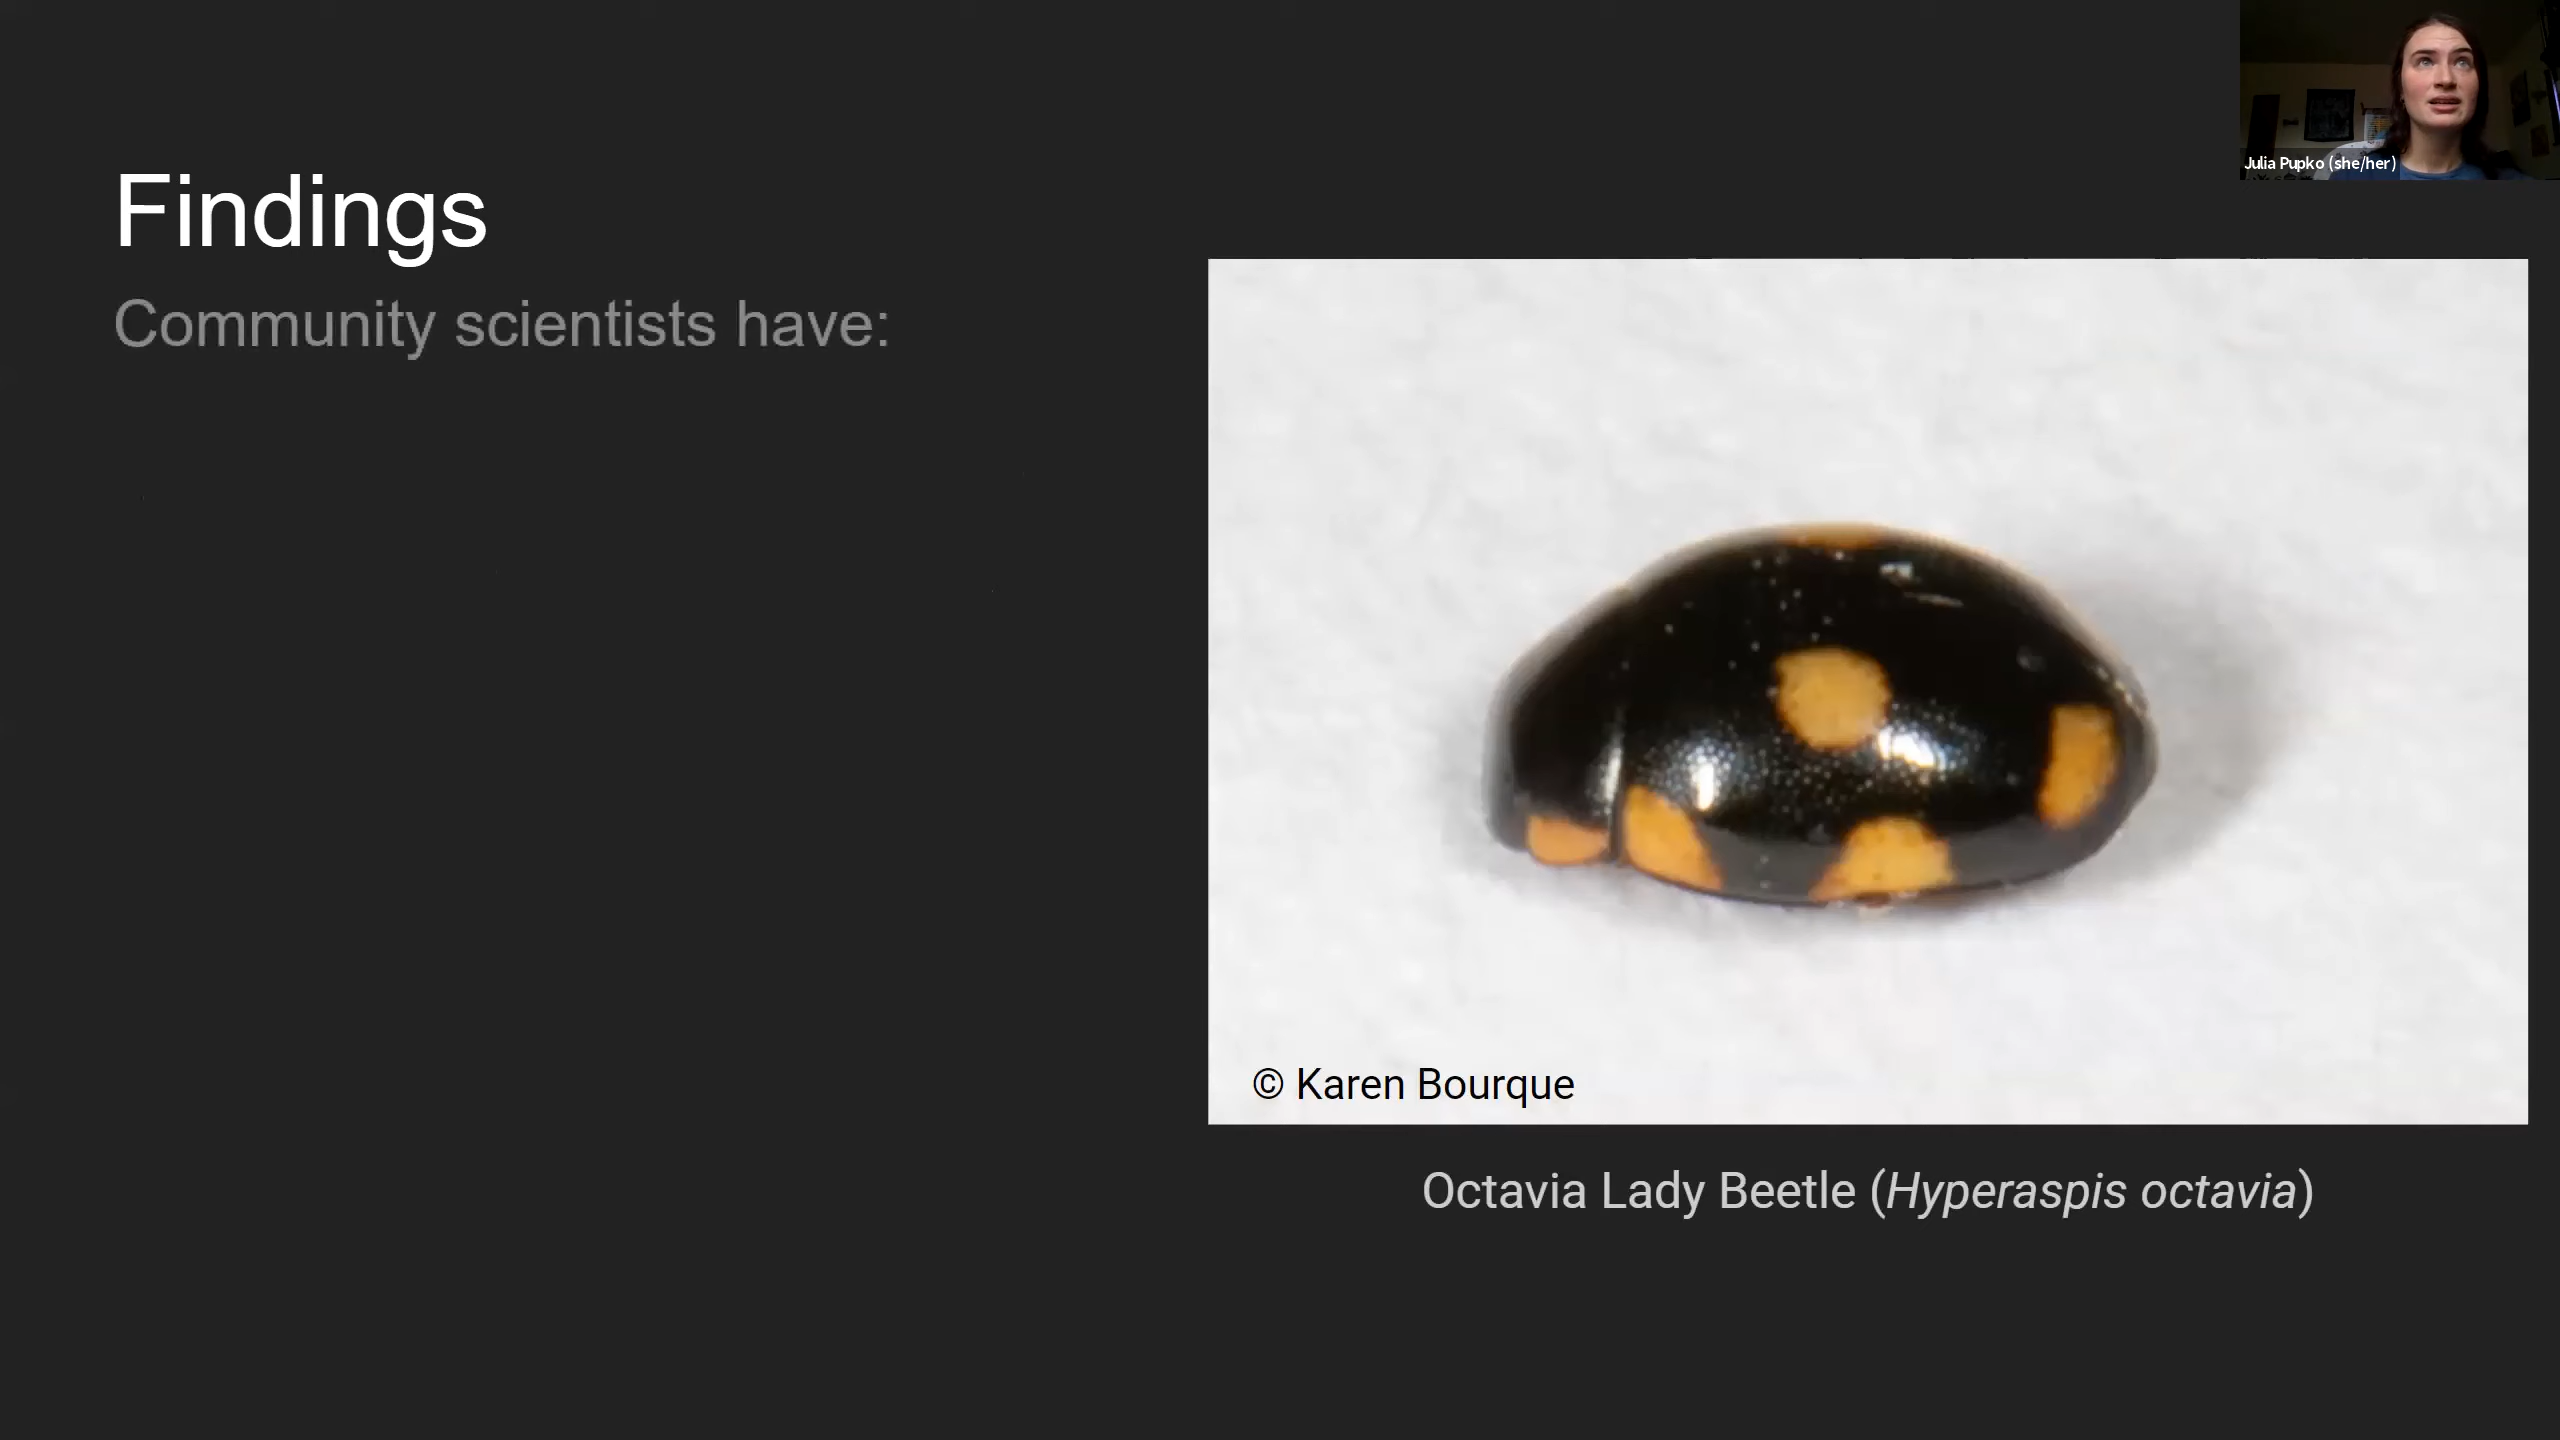 Julia Pupko (she/her)
Findings
Community scientists have:
© Karen Bourque
Octavia Lady Beetle (Hyperaspis octavia)